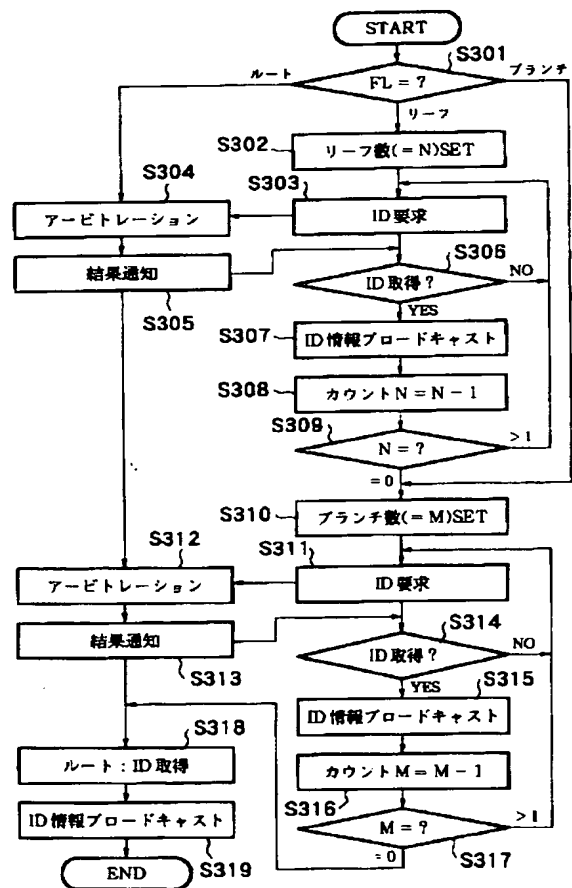 START
S301
FL = ?
ルート
ブランチ
リーフ
S302
リーフ数(= N)SET
S304
S303
アービトレーション
ID要求
S306
結果通知
S305
ID取得?
NO
YES
S307
ID情報ブロードキャスト
S308
カウントN = N − 1
S309
N = ?
> 1
= 0
S310
ブランチ数(= M)SET
S312
S311
アービトレーション
ID要求
S314
結果通知
S313
ID取得?
NO
YES
S315
ID情報ブロードキャスト
S318
ルート:ID取得
カウントM = M − 1
S316
ID情報ブロードキャスト
M = ?
> 1
S319
= 0
S317
END